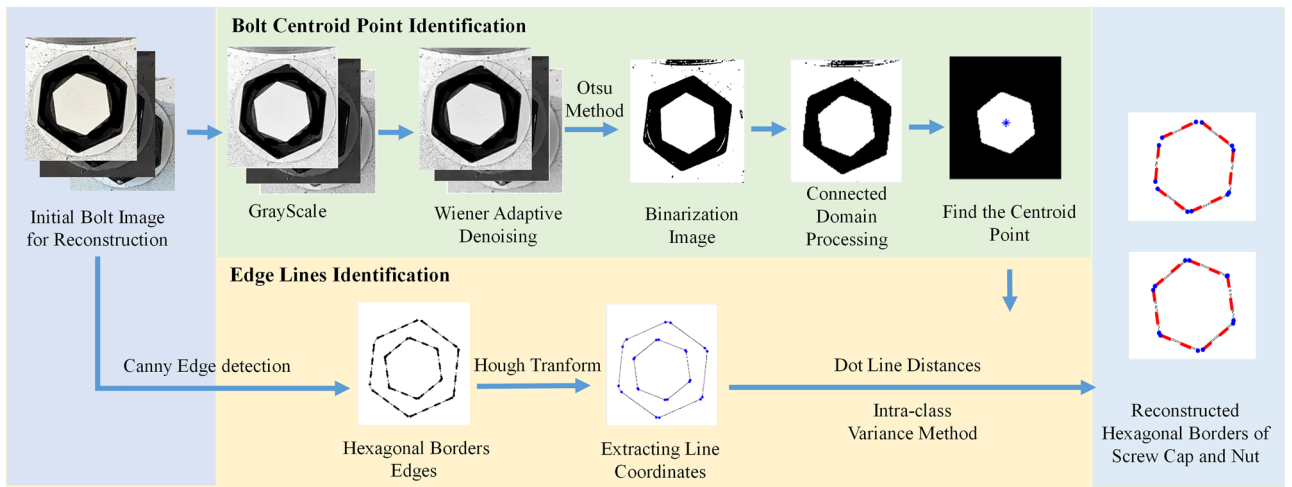 Bolt Centroid Point Identification
Otsu
Method
Initial Bolt Image
for Reconstruction
GrayScale
Wiener Adaptive
Denoising
Binarization
Image
Connected
Domain
Processing
Find the Centroid
Point
Edge Lines Identification
Canny Edge detection
Hough Tranform
Dot Line Distances
Intra-class
Variance Method
Hexagonal Borders
Edges
Extracting Line
Coordinates
Reconstructed
Hexagonal Borders of
Screw Cap and Nut